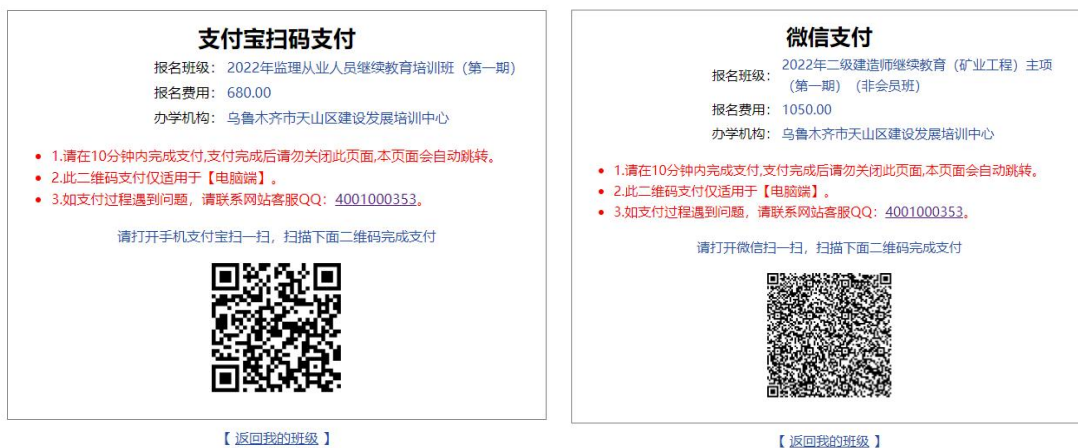 支付宝扫码支付
报名班级： 2022年监理从业人员继续教育培训班（第一期）
报名费用： 680.00
办学机构： 乌鲁木齐市天山区建设发展培训中心
1.请在10分钟内完成支付,支付完成后请勿关闭此页面,本页面会自动跳转。
2.此二维码支付仅适用于【电脑端】。
3.如支付过程遇到问题，请联系网站客服QQ：4001000353。
请打开手机支付宝扫一扫，扫描下面二维码完成支付
【 返回我的班级 】
微信支付
报名班级： 2022年二级建造师继续教育（矿业工程）主项
（第一期）（非会员班）
报名费用： 1050.00
办学机构： 乌鲁木齐市天山区建设发展培训中心
1.请在10分钟内完成支付,支付完成后请勿关闭此页面,本页面会自动跳转。
2.此二维码支付仅适用于【电脑端】。
3.如支付过程遇到问题，请联系网站客服QQ：4001000353。
请打开微信扫一扫，扫描下面二维码完成支付
【 返回我的班级 】